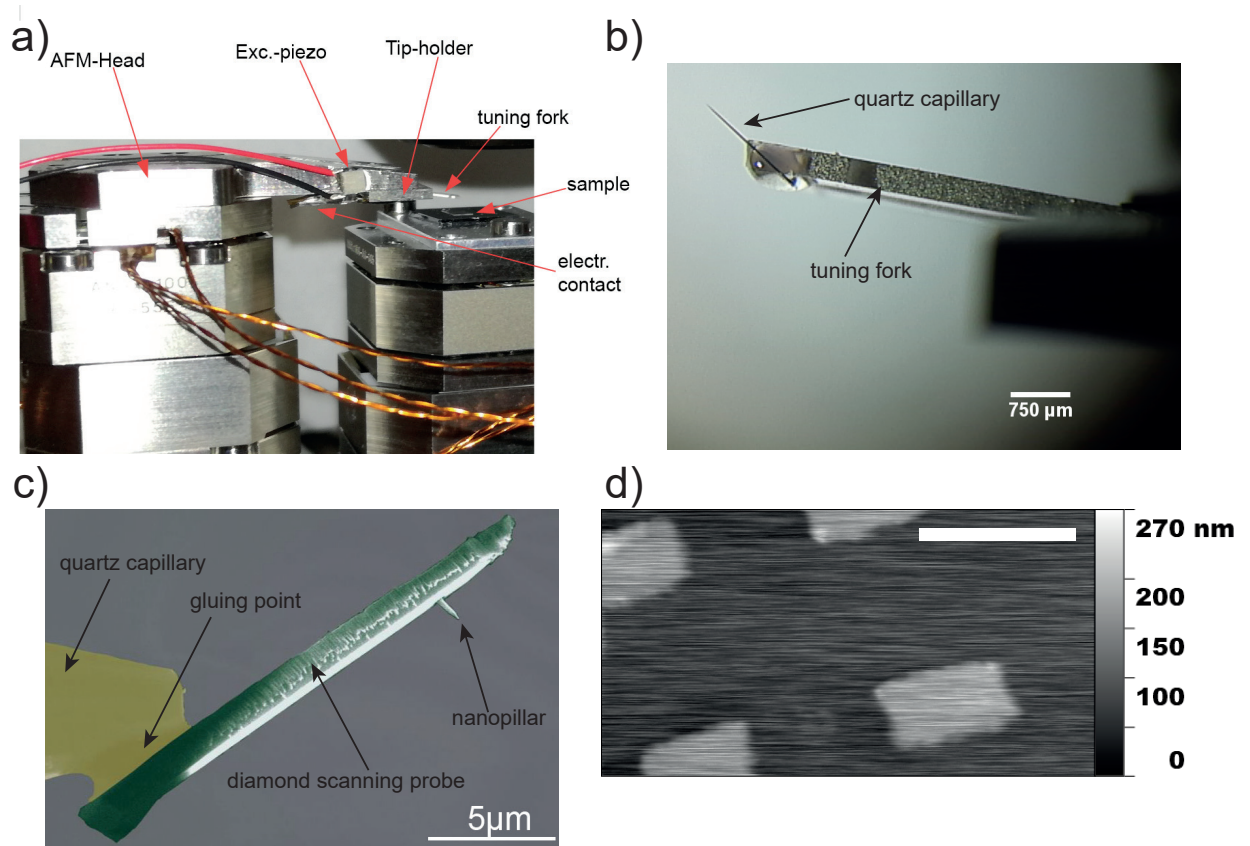 a)
AFM-Head
Exc.-piezo
Tip-holder
tuning fork
sample
electr.
contact
b)
quartz capillary
tuning fork
750 µm
c)
quartz capillary
gluing point
nanopillar
diamond scanning probe
5µm
d)
270 nm
200
150
100
0